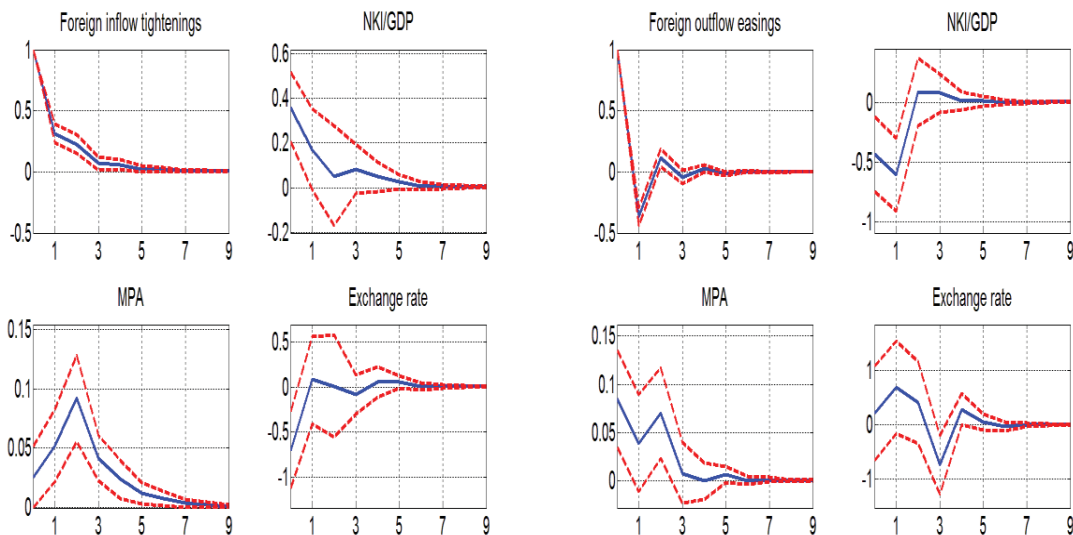 Foreign inflow tightenings
1
0.5
0
-0.5
1 3 5 7 9
NKI/GDP
0.6
0.4
0.2
0
-0.2
1 3 5 7 9
Foreign outflow easings
1
0.5
0
-0.5
1 3 5 7 9
NKI/GDP
0
-0.5
-1
1 3 5 7 9
MPA
0.15
0.1
0.05
0
1 3 5 7 9
Exchange rate
0.5
0
-0.5
-1
1 3 5 7 9
MPA
0.15
0.1
0.05
0
1 3 5 7 9
Exchange rate
1
0
-1
1 3 5 7 9